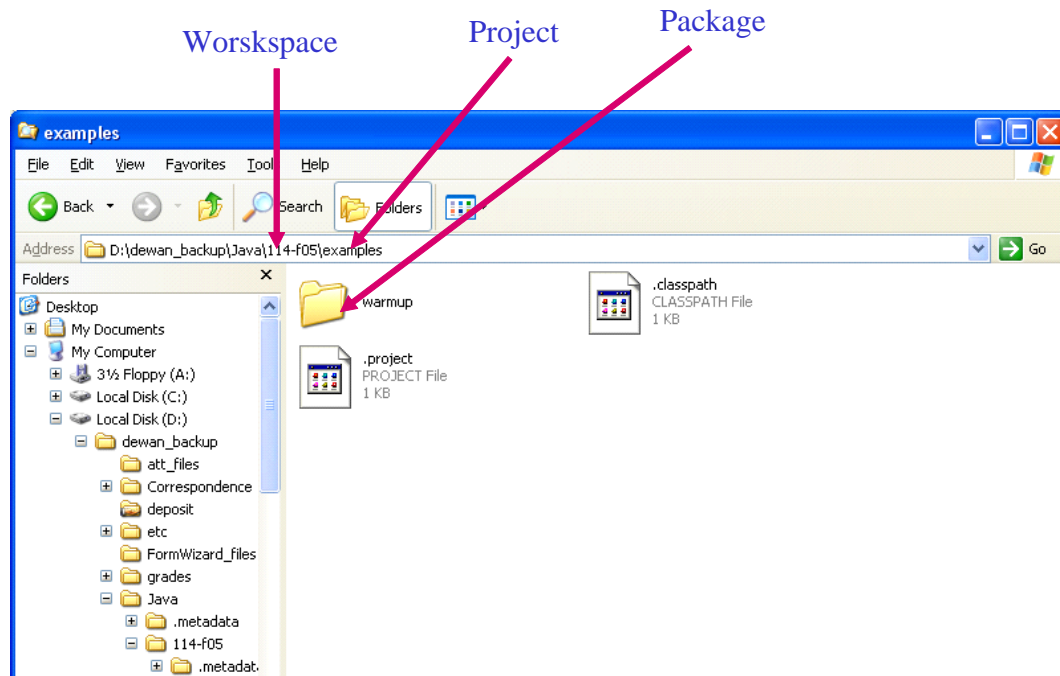 Worskspace
Project
Package
examples
File Edit View Favorites Tool Help
Back Search Folders
Address D:\dewan_backup\Java\114-f05\examples Go
Folders
Desktop
My Documents
My Computer
3½ Floppy (A:)
Local Disk (C:)
Local Disk (D:)
dewan_backup
att_files
Correspondence
deposit
etc
FormWizard_files
grades
Java
.metadata
114-f05
.metadat
warmup
.classpath
CLASSPATH File
1 KB
.project
PROJECT File
1 KB